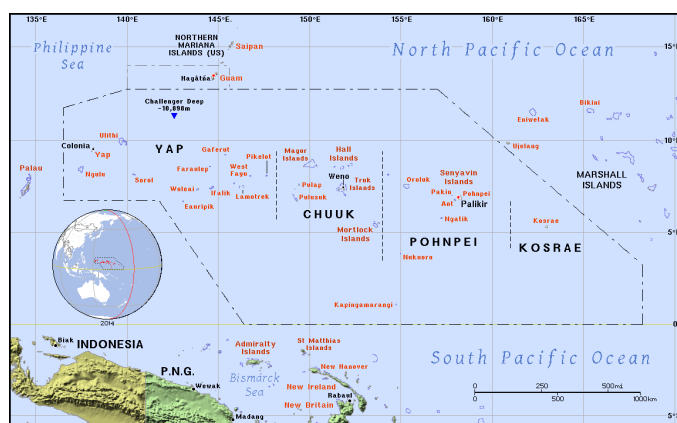 135°E
140°E
145°E
150°E
155°E
160°E
165°E
Philippine
Sea
NORTHERN
MARIANA
ISLANDS (US)
Saipan
North Pacific Ocean
15°N
Hagåtña
Guam
Challenger Deep
-10,898m
Bikini
Eniwetak
Ulithi
Colonia
Yap
YAP
Gaferut
Pikelot
Magur
Islands
Hall
Islands
Ujelang
10°N
Palau
Ngulu
Sorol
Faraulep
West
Fayu
Weno
Truk
Islands
Oroluk
Senyavin
Islands
MARSHALL
ISLANDS
Woleai
Ifalik
Lamotrek
Pulap
Pulusuk
Pakin
Pohnpei
Ant
Palikir
Eauripik
CHUUK
Ngatik
Kosrae
Mortlock
Islands
POHNPEI
KOSRAE
5°N
Nukuoro
Kapingamarangi
2014
Biak
INDONESIA
Admiralty
Islands
St Matthias
Islands
South Pacific Ocean
P.N.G.
Wewak
Bismarck
Sea
New Hanover
New Ireland
Rabaul
New Britain
Madang
0
250
500mi
0
500
1000km